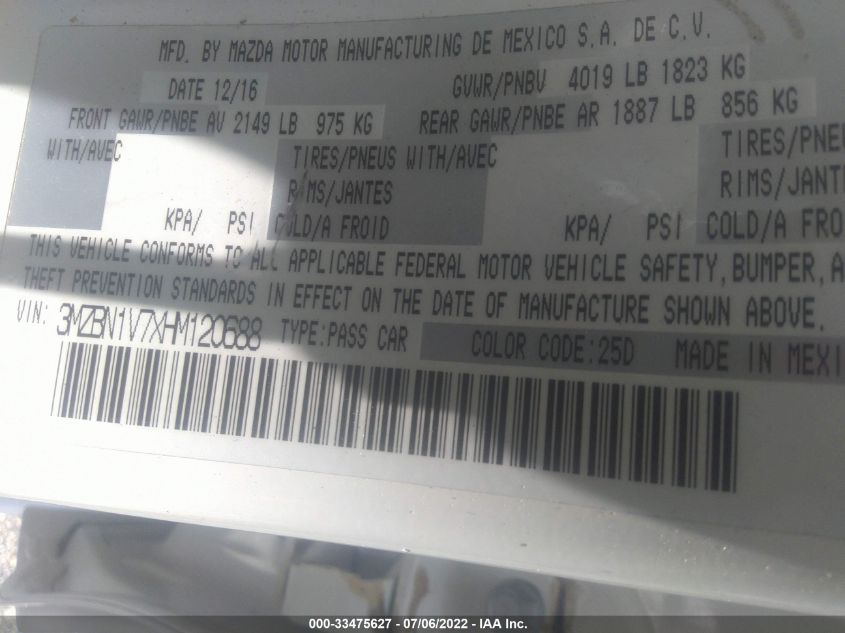 MFD. BY MAZDA MOTOR MANUFACTURING DE MEXICO S.A. DE C.V.
DATE 12/16 GVWR/PNBV 4019 LB 1823 KG
FRONT GAWR/PNBE AV 2149 LB 975 KG REAR GAWR/PNBE AR 1887 LB 856 KG
WITH/AVEC TIRES/PNEUS WITH/AVEC TIRES/PNEU
RIMS/JANTES RIMS/JANT
KPA/ PSI COLD/A FROID KPA/ PSI COLD/A FRO
THIS VEHICLE CONFORMS TO ALL APPLICABLE FEDERAL MOTOR VEHICLE SAFETY, BUMPER, A
THEFT PREVENTION STANDARDS IN EFFECT ON THE DATE OF MANUFACTURE SHOWN ABOVE.
VIN: 3MZBN1V7XHM120688 TYPE:PASS CAR COLOR CODE:25D MADE IN MEXI
000-33475627 - 07/06/2022 - IAA Inc.